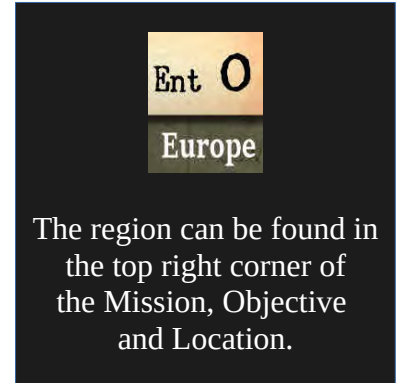 Ent O
Europe
The region can be found in
the top right corner of
the Mission, Objective
and Location.